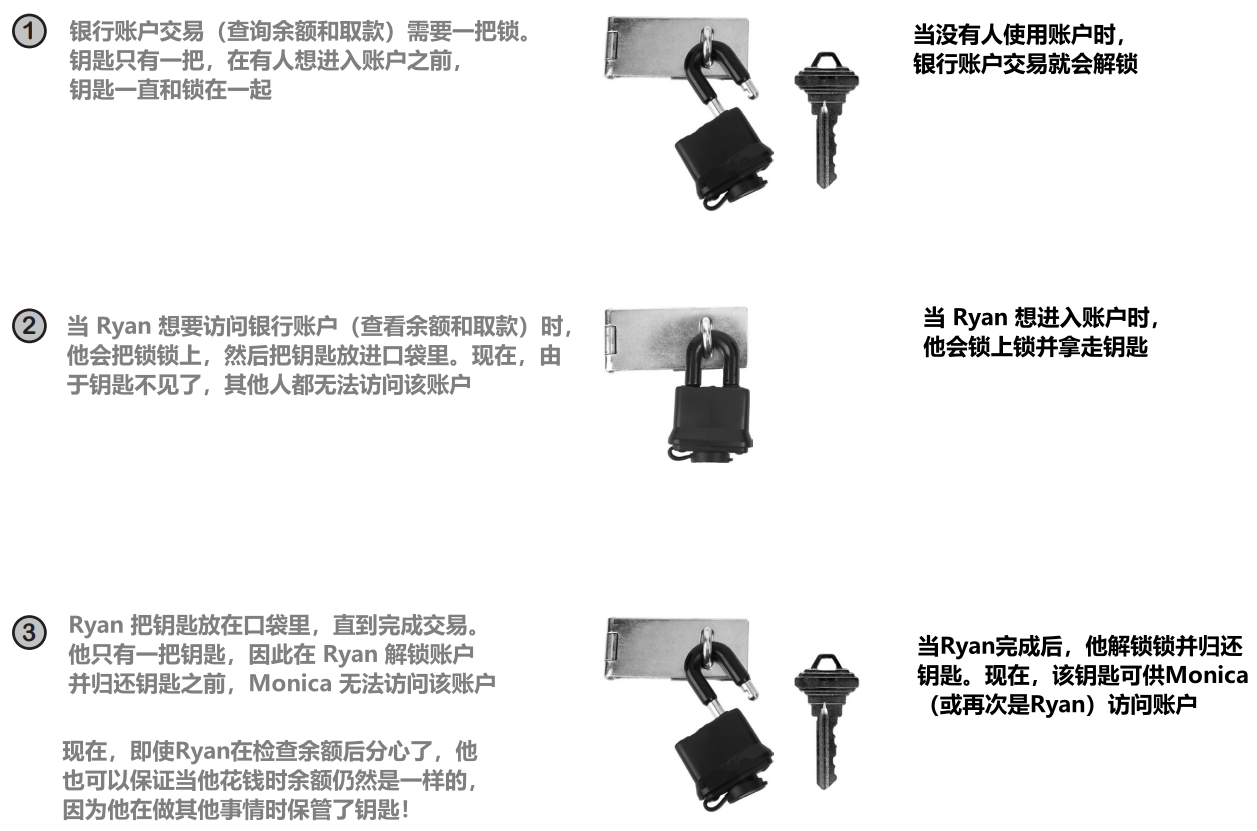 1
银行账户交易（查询余额和取款）需要一把锁。
钥匙只有一把，在有人想进入账户之前，
钥匙一直和锁在一起
当没有人使用账户时，
银行账户交易就会解锁
2
当 Ryan 想要访问银行账户（查看余额和取款）时，
他会把锁锁上，然后把钥匙放进口袋里。现在，由
于钥匙不见了，其他人都无法访问该账户
当 Ryan 想进入账户时，
他会锁上锁并拿走钥匙
3
Ryan 把钥匙放在口袋里，直到完成交易。
他只有一把钥匙，因此在 Ryan 解锁账户
并归还钥匙之前，Monica 无法访问该账户
现在，即使Ryan在检查余额后分心了，他
也可以保证当他花钱时余额仍然是一样的，
因为他在做其他事情时保管了钥匙！
当Ryan完成后，他解锁锁并归还
钥匙。现在，该钥匙可供Monica
（或再次是Ryan）访问账户